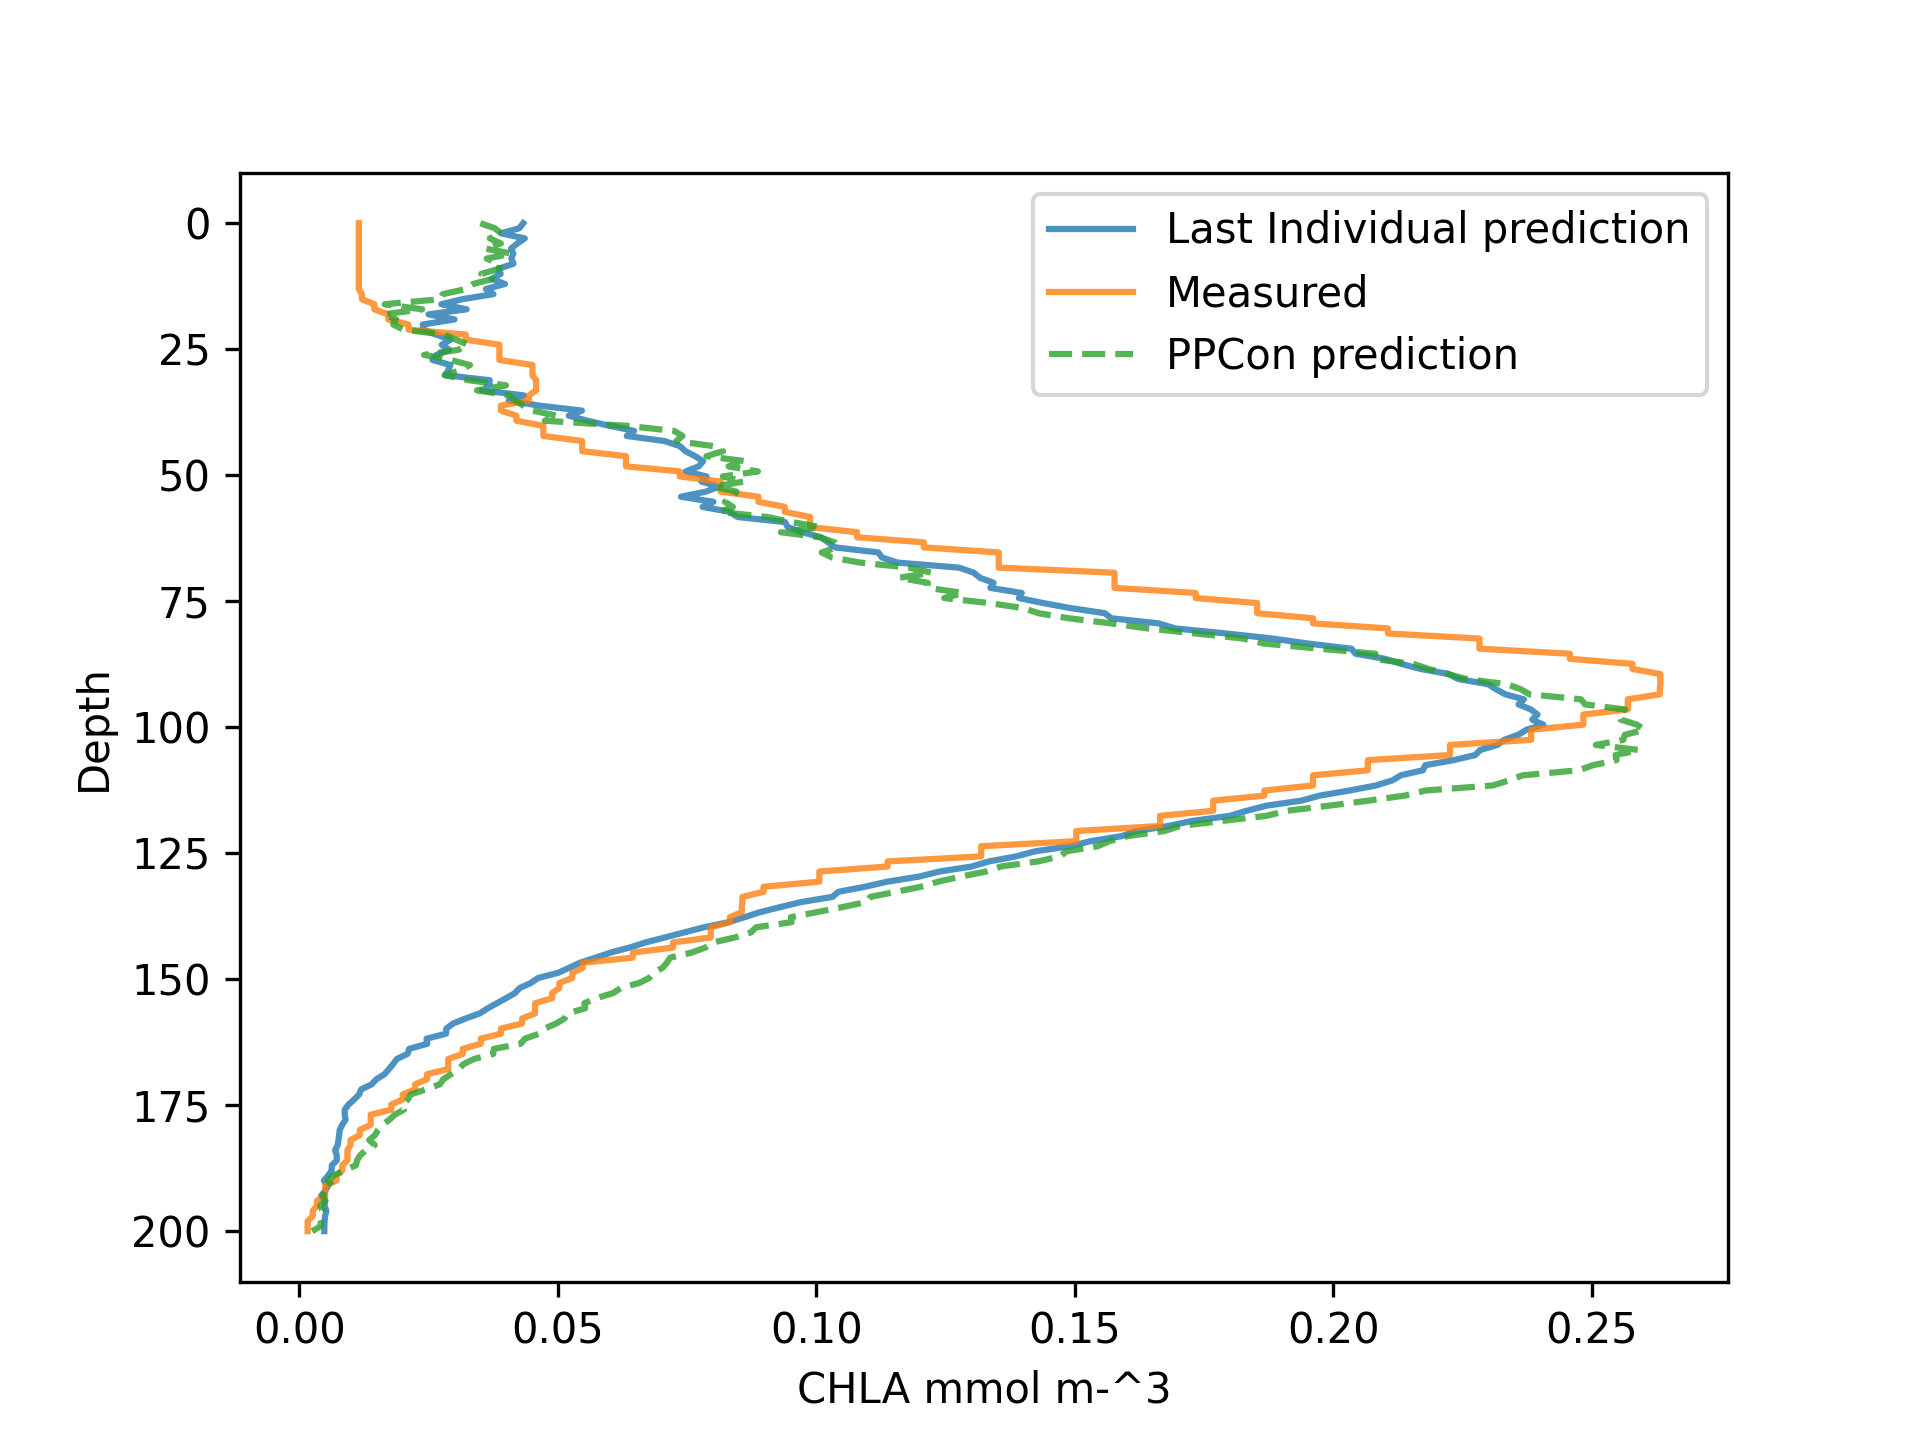 Last Individual prediction
Measured
PPCon prediction
0
25
50
75
100
125
150
175
200
Depth
0.00 0.05 0.10 0.15 0.20 0.25
CHLA mmol m-^3